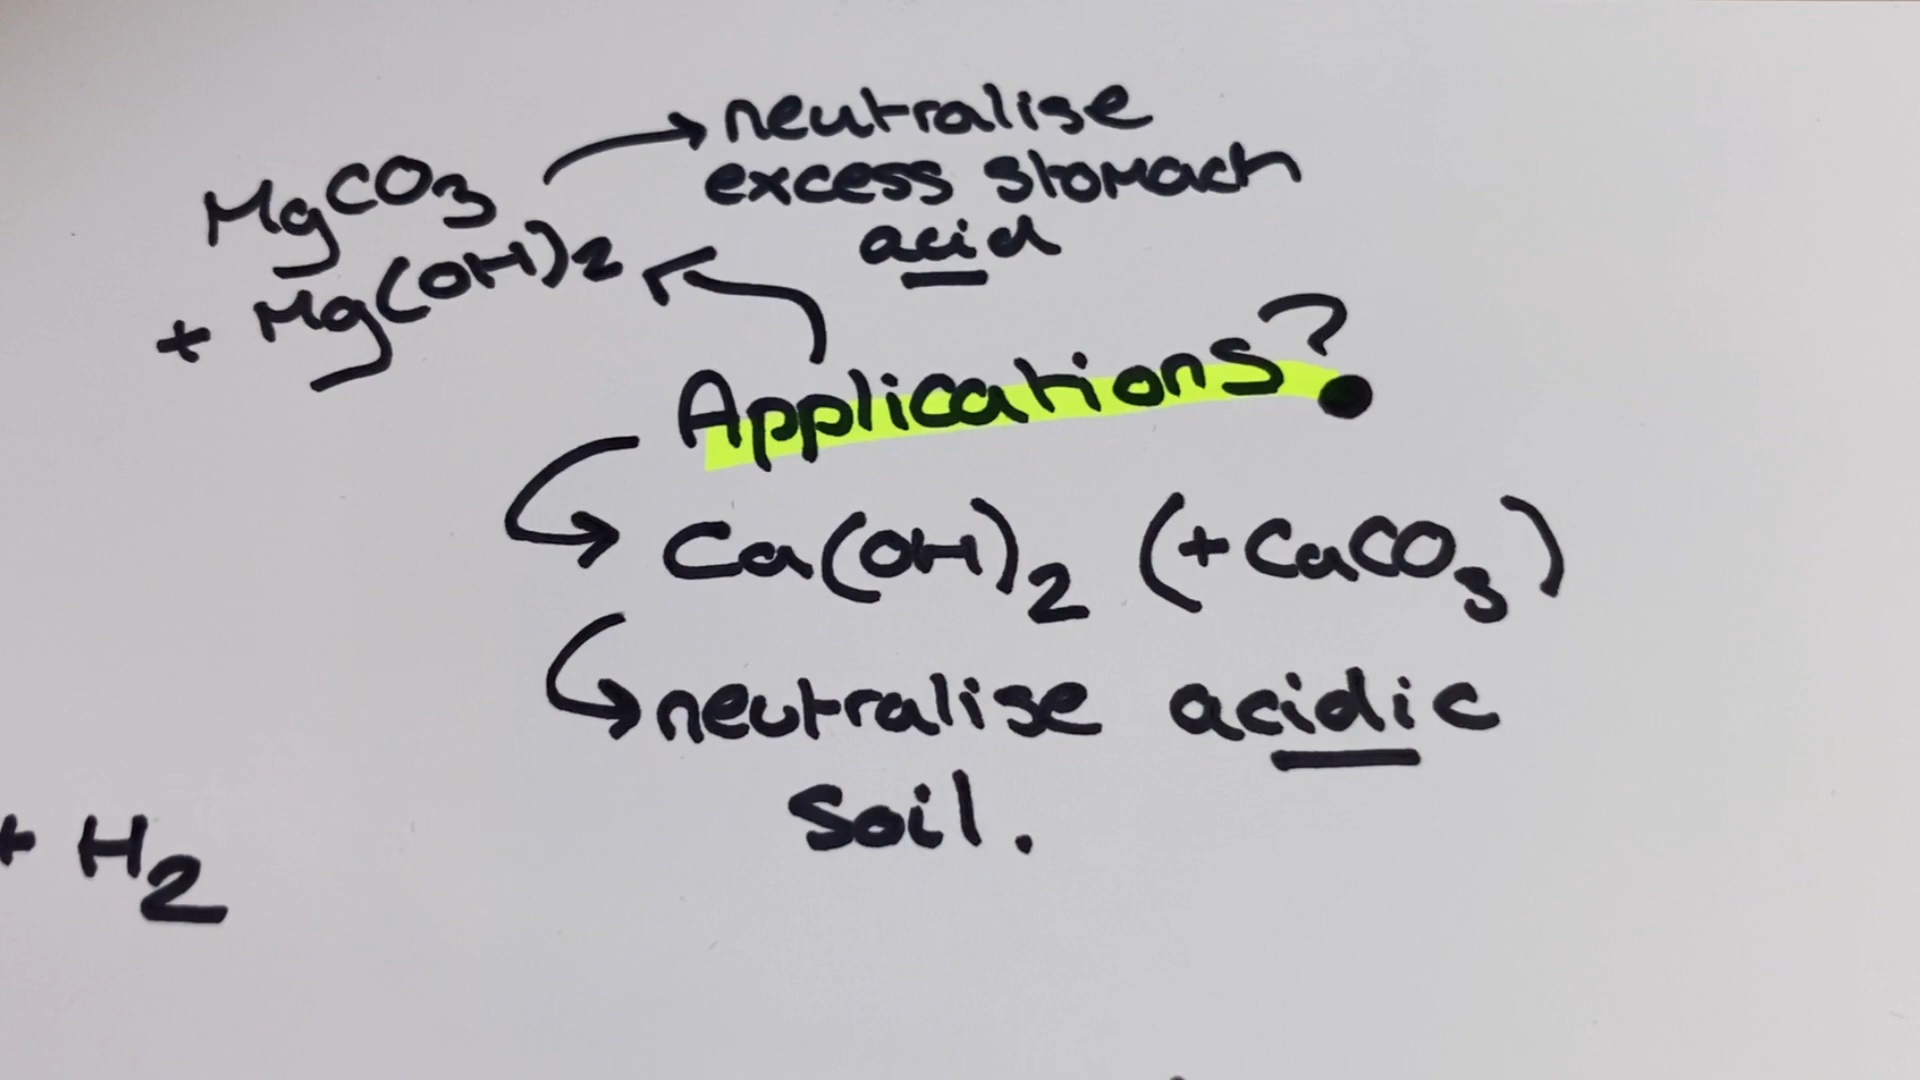 MgCO3
+ Mg(OH)2
neutralise
excess stomach
acid
Applications?
Ca(OH)2 (+CaCO3)
neutralise acidic
soil.
+ H2